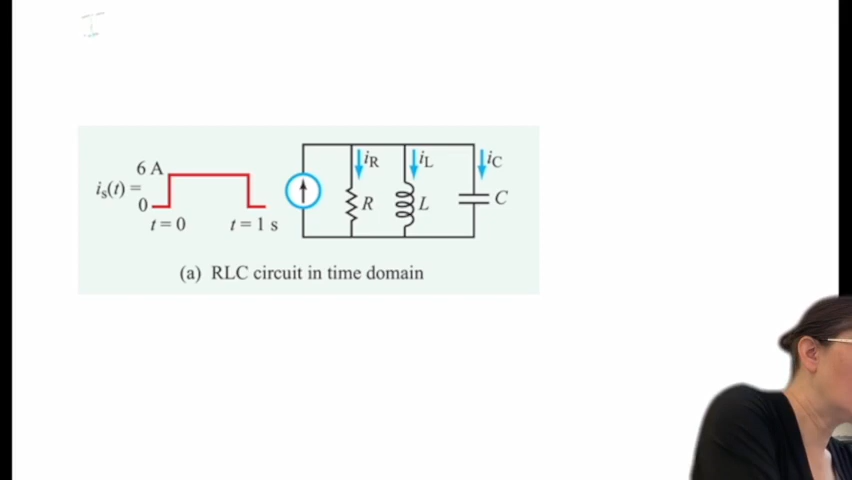 6 A
iₛ(t) =
0
t = 0
t = 1 s
iR
iL
iC
R
L
C
(a) RLC circuit in time domain